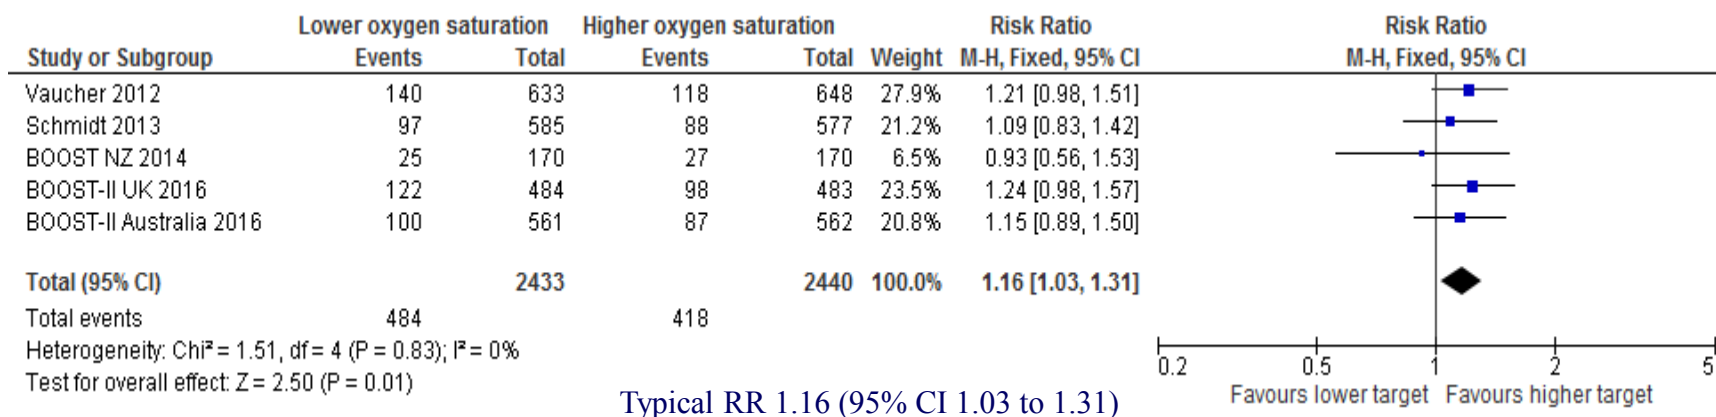 Lower oxygen saturation Higher oxygen saturation Risk Ratio Risk Ratio
Study or Subgroup Events Total Events Total Weight M-H, Fixed, 95% CI M-H, Fixed, 95% CI
Vaucher 2012 140 633 118 648 27.9% 1.21 [0.98, 1.51]
Schmidt 2013 97 585 88 577 21.2% 1.09 [0.83, 1.42]
BOOST NZ 2014 25 170 27 170 6.5% 0.93 [0.56, 1.53]
BOOST-II UK 2016 122 484 98 483 23.5% 1.24 [0.98, 1.57]
BOOST-II Australia 2016 100 561 87 562 20.8% 1.15 [0.89, 1.50]
Total (95% CI) 2433 2440 100.0% 1.16 [1.03, 1.31]
Total events 484 418
Heterogeneity: Chi² = 1.51, df = 4 (P = 0.83); I² = 0%
Test for overall effect: Z = 2.50 (P = 0.01)
0.2 0.5 1 2 5
Favours lower target Favours higher target
Typical RR 1.16 (95% CI 1.03 to 1.31)